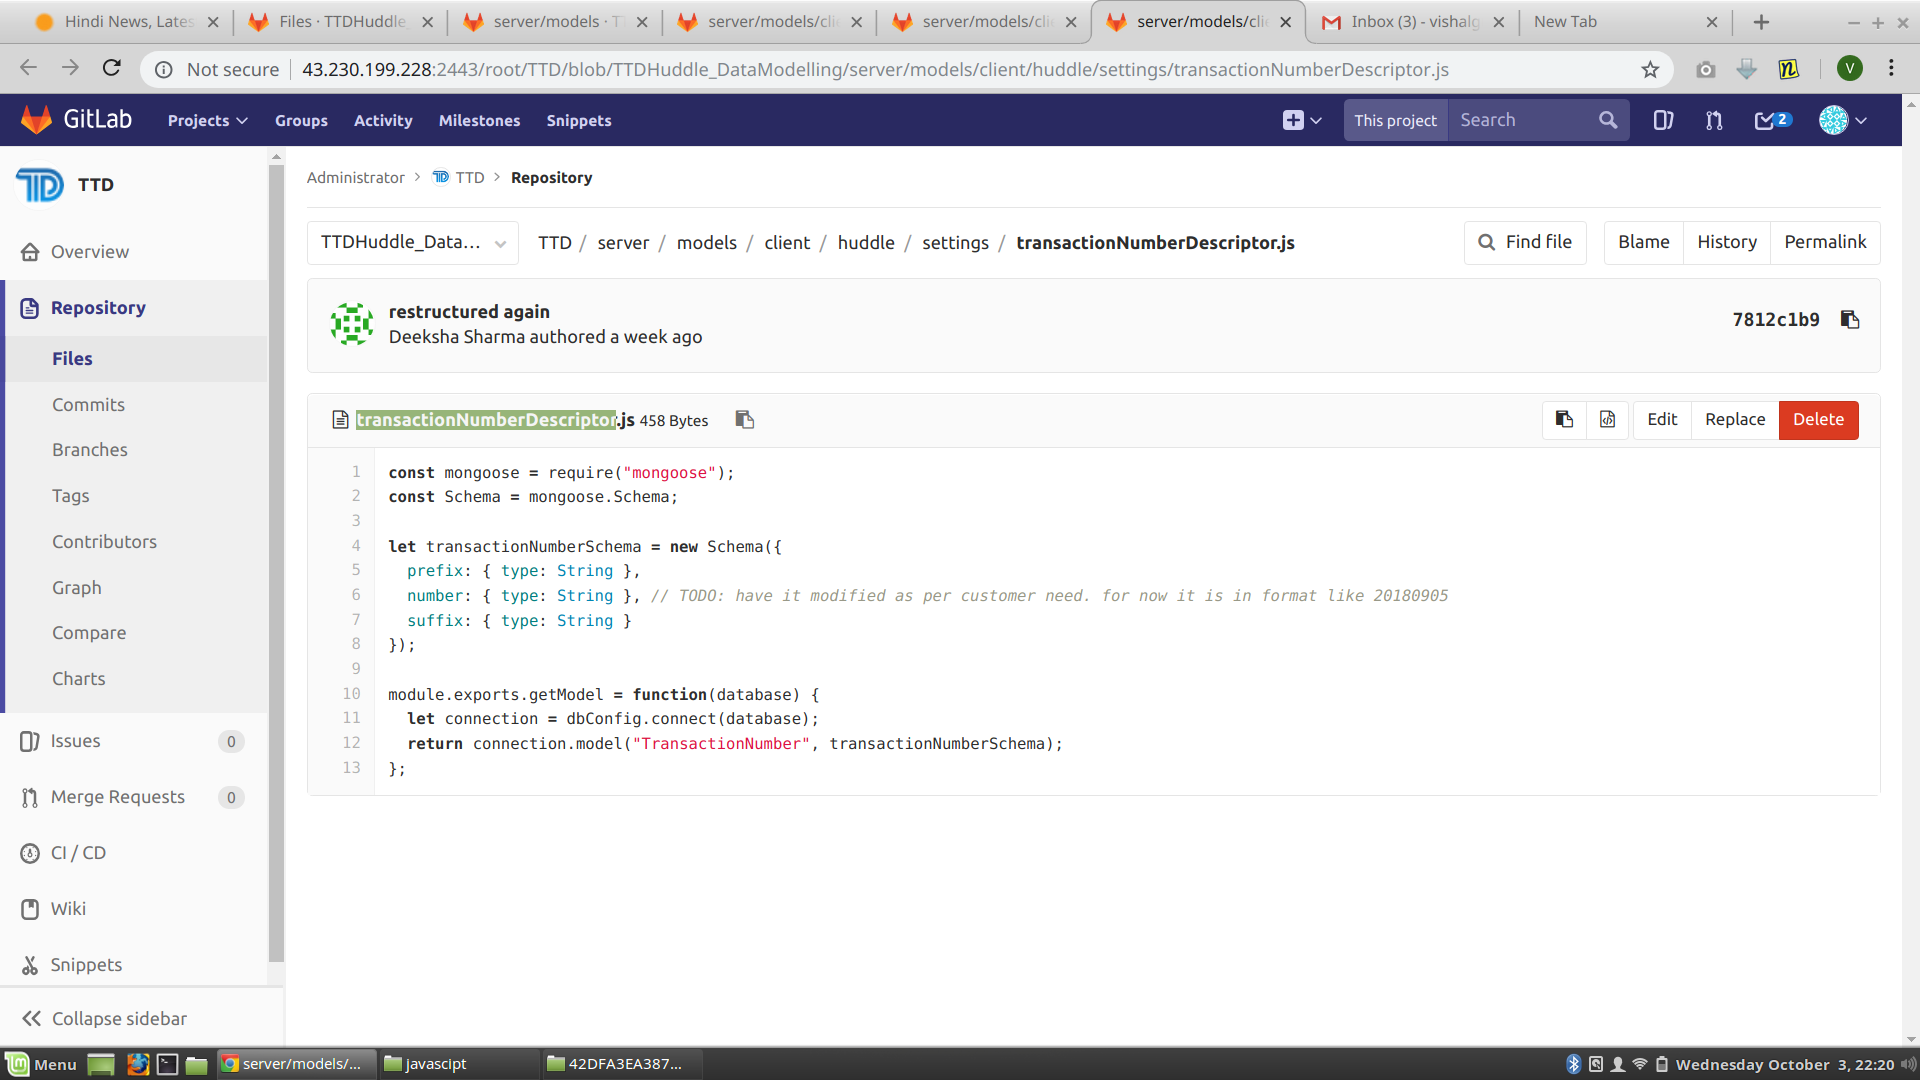 Hindi News, Lates
Files · TTDHuddle_
server/models · T
server/models/clie
server/models/clie
server/models/clie
Inbox (3) - vishalg
New Tab
Not secure
43.230.199.228:2443/root/TTD/blob/TTDHuddle_DataModelling/server/models/client/huddle/settings/transactionNumberDescriptor.js
V
GitLab
Projects
Groups
Activity
Milestones
Snippets
This project
Search
2
TTD
Overview
Repository
Files
Commits
Branches
Tags
Contributors
Graph
Compare
Charts
Issues 0
Merge Requests 0
CI / CD
Wiki
Snippets
Collapse sidebar
Administrator > TTD > Repository
TTDHuddle_Data...
TTD / server / models / client / huddle / settings / transactionNumberDescriptor.js
Find file
Blame
History
Permalink
restructured again
Deeksha Sharma authored a week ago
7812c1b9
transactionNumberDescriptor.js 458 Bytes
Edit
Replace
Delete
1 const mongoose = require("mongoose");
2 const Schema = mongoose.Schema;
3
4 let transactionNumberSchema = new Schema({
5 prefix: { type: String },
6 number: { type: String }, // TODO: have it modified as per customer need. for now it is in format like 20180905
7 suffix: { type: String }
8 });
9
10 module.exports.getModel = function(database) {
11 let connection = dbConfig.connect(database);
12 return connection.model("TransactionNumber", transactionNumberSchema);
13 };
Menu
server/models/...
javascipt
42DFA3EA387...
Wednesday October 3, 22:20